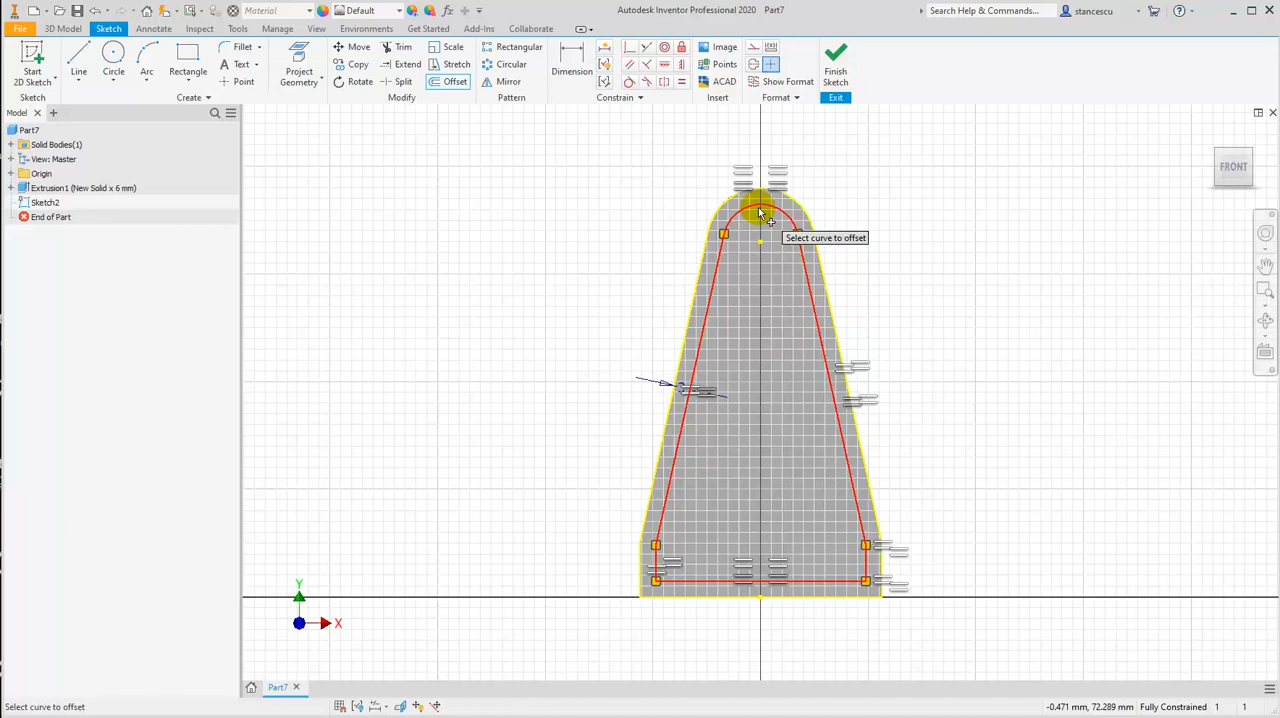 Material
Default
Autodesk Inventor Professional 2020 Part7
Search Help & Commands...
stancescu
PRO
File
3D Model
Sketch
Annotate
Inspect
Tools
Manage
View
Environments
Get Started
Add-Ins
Collaborate
Start
2D Sketch
Line
Circle
Arc
Rectangle
Fillet
Text
Point
Project
Geometry
Move
Copy
Rotate
Trim
Extend
Split
Scale
Stretch
Offset
Rectangular
Circular
Mirror
Dimension
Image
Points
ACAD
Show Format
Finish
Sketch
Sketch
Create
Modify
Pattern
Constrain
Insert
Format
Exit
Model
Part7
Solid Bodies(1)
View: Master
Origin
Extrusion1 (New Solid x 6 mm)
Sketch2
End of Part
FRONT
Select curve to offset
Y
X
Part7
Select curve to offset
-0.471 mm, 72.289 mm
Fully Constrained
1
1